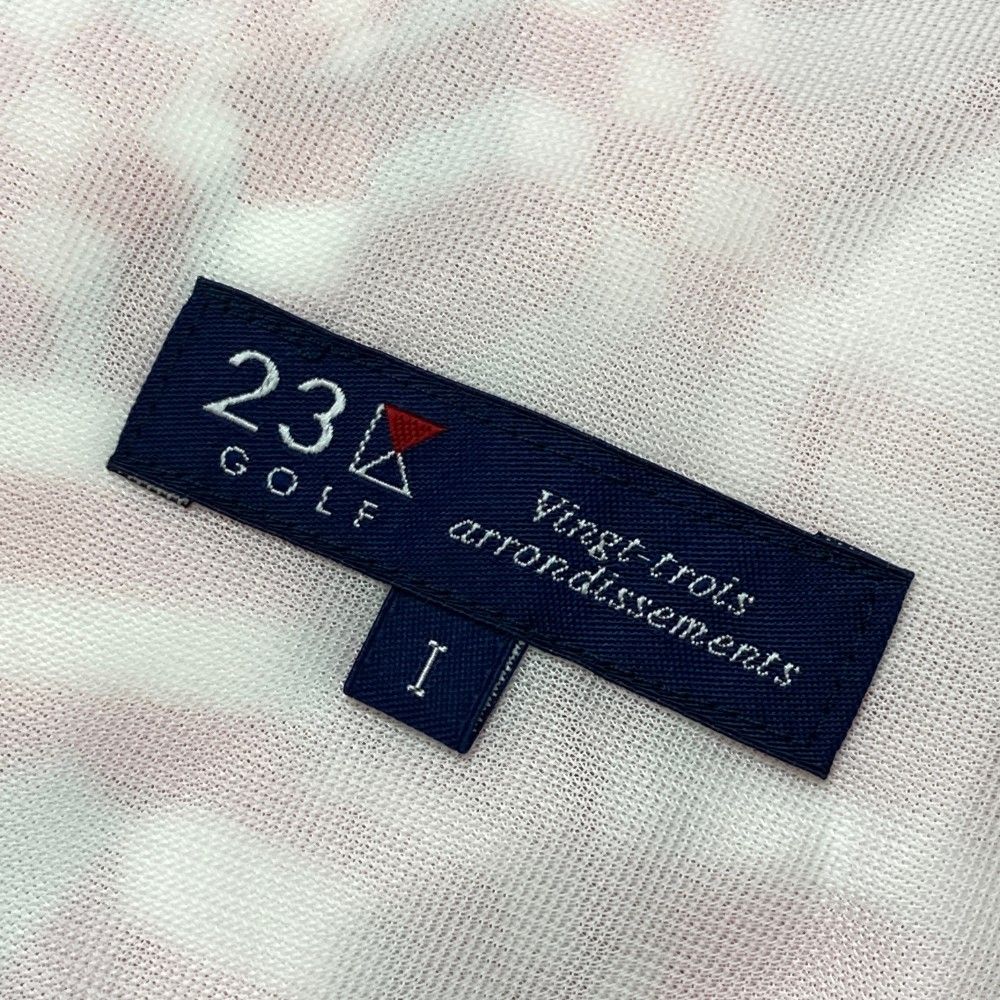 23
GOLF
Vingt-trois
arrondissements
I